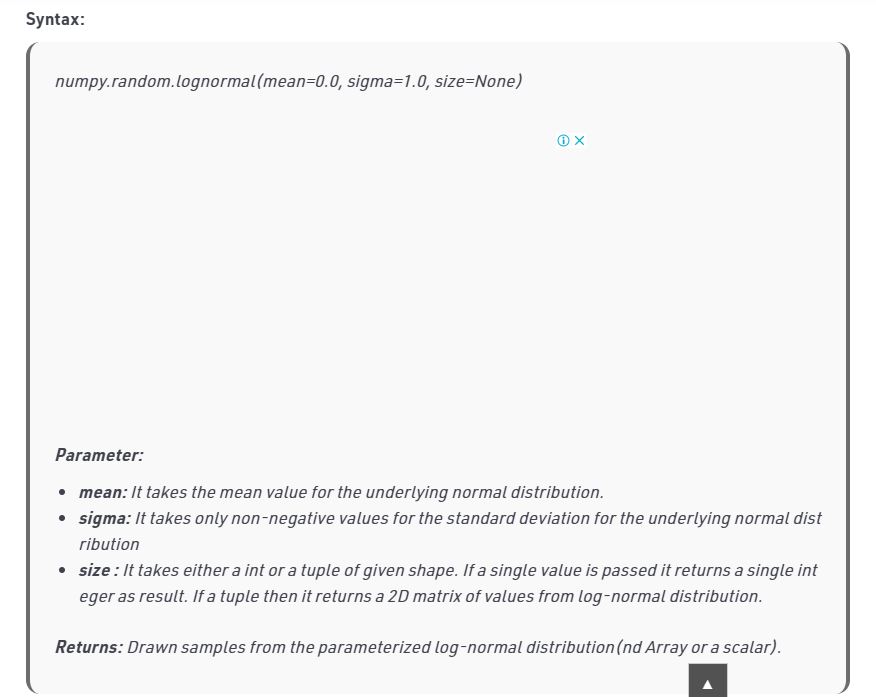 Syntax:
numpy.random.lognormal(mean=0.0, sigma=1.0, size=None)
Parameter:
• mean: It takes the mean value for the underlying normal distribution.
• sigma: It takes only non-negative values for the standard deviation for the underlying normal dist
ribution
• size : It takes either a int or a tuple of given shape. If a single value is passed it returns a single int
eger as result. If a tuple then it returns a 2D matrix of values from log-normal distribution.
Returns: Drawn samples from the parameterized log-normal distribution(nd Array or a scalar).